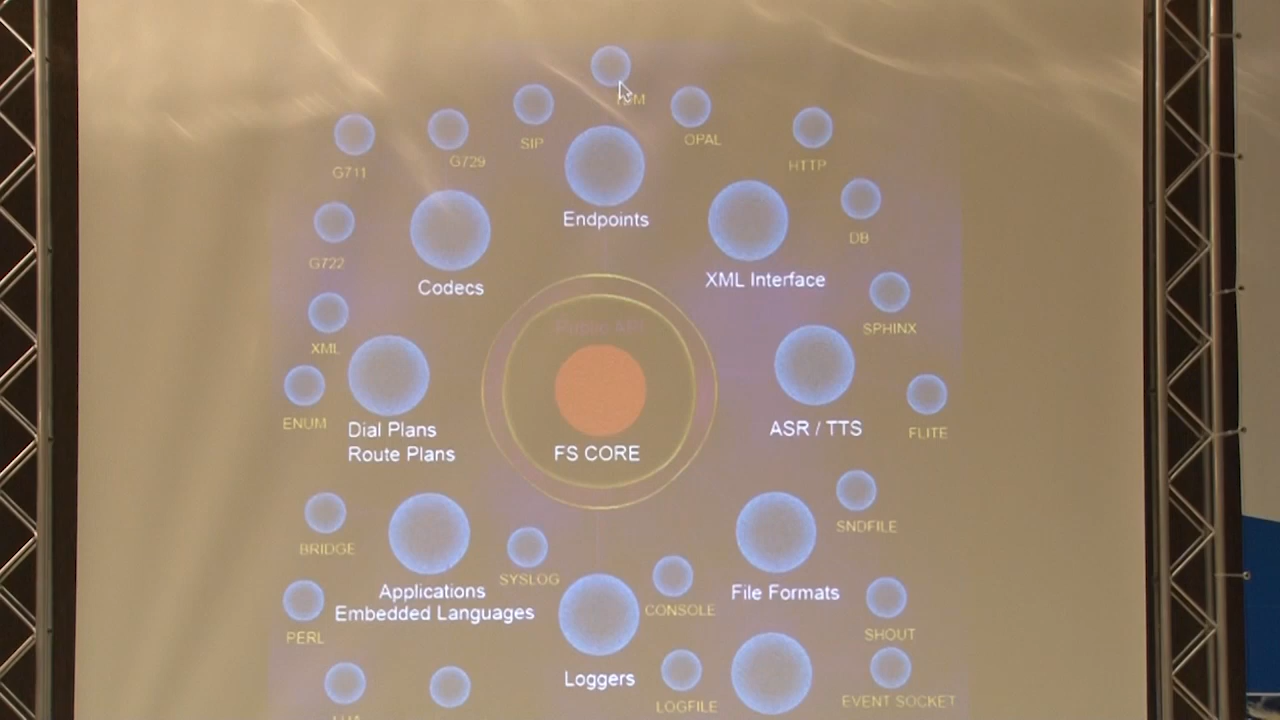 SIP
OPAL
G711
G729
HTTP
Endpoints
DB
G722
Codecs
XML Interface
SPHINX
Public API
XML
ENUM
Dial Plans
Route Plans
FS CORE
ASR / TTS
FLITE
SNDFILE
BRIDGE
SYSLOG
Applications
Embedded Languages
CONSOLE
File Formats
PERL
SHOUT
Loggers
LOGFILE
EVENT SOCKET